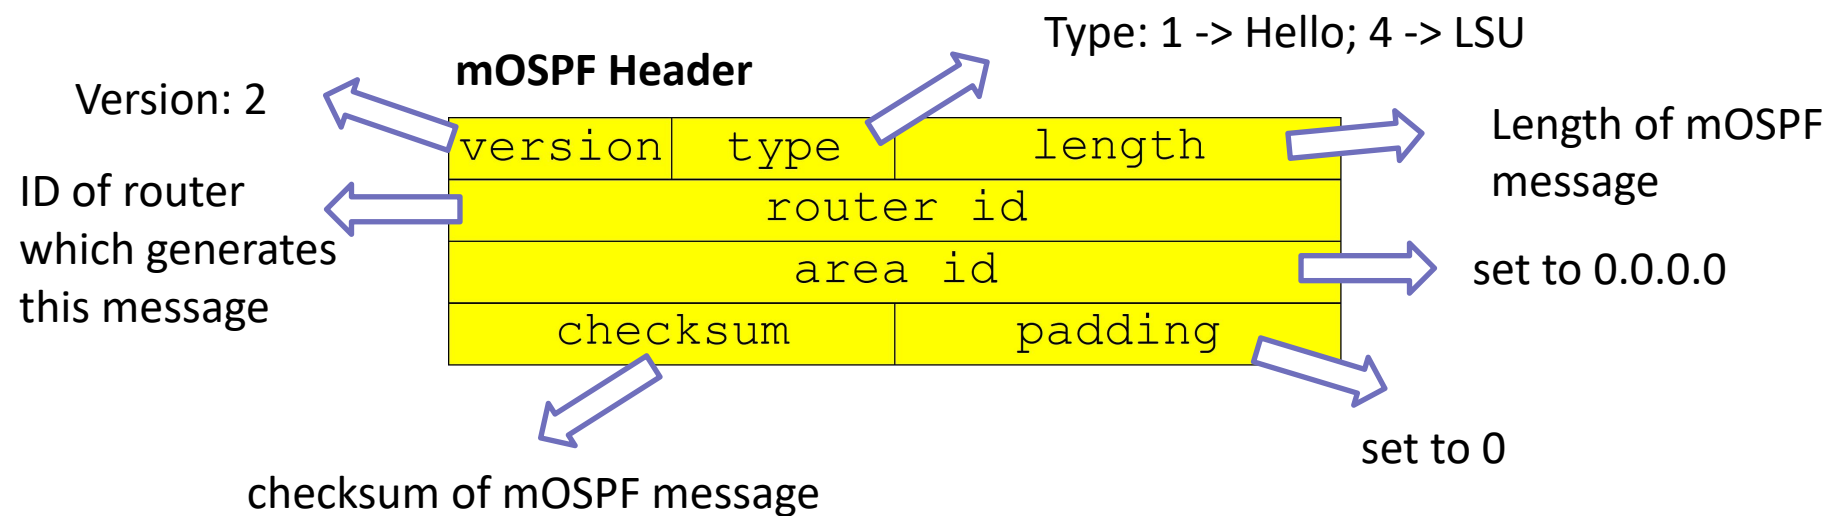 Type: 1 -> Hello; 4 -> LSU
mOSPF Header
Version: 2
version type length
Length of mOSPF
message
ID of router
which generates
this message
router id
area id
set to 0.0.0.0
checksum padding
set to 0
checksum of mOSPF message